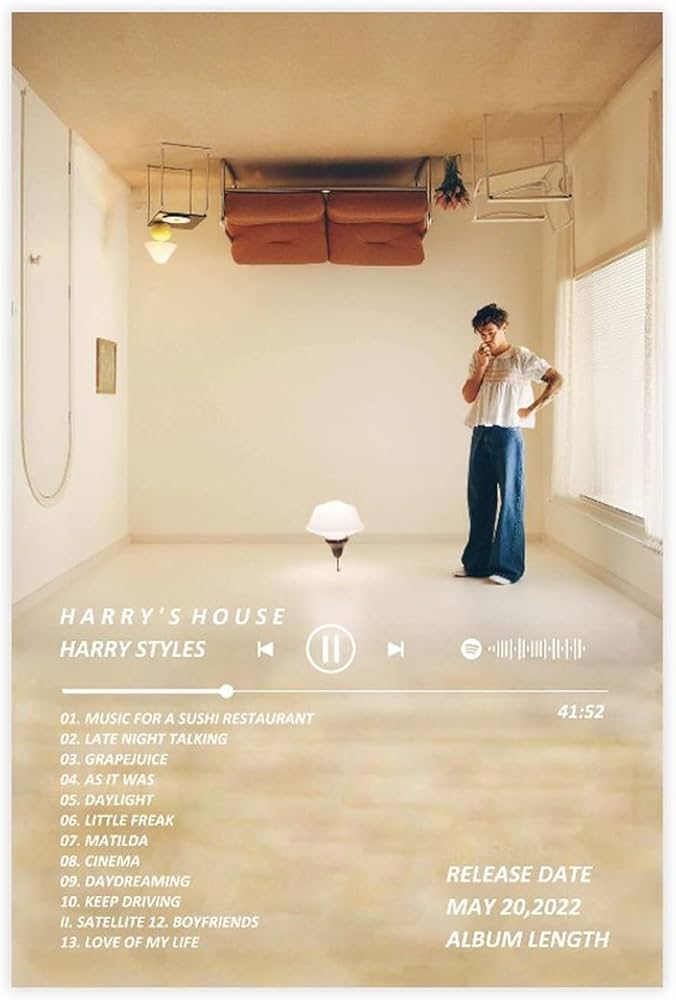 HARRY'S HOUSE
HARRY STYLES
41:52
01. MUSIC FOR A SUSHI RESTAURANT
02. LATE NIGHT TALKING
03. GRAPEJUICE
04. AS IT WAS
05. DAYLIGHT
06. LITTLE FREAK
07. MATILDA
08. CINEMA
09. DAYDREAMING
10. KEEP DRIVING
II. SATELLITE 12. BOYFRIENDS
13. LOVE OF MY LIFE
RELEASE DATE
MAY 20,2022
ALBUM LENGTH